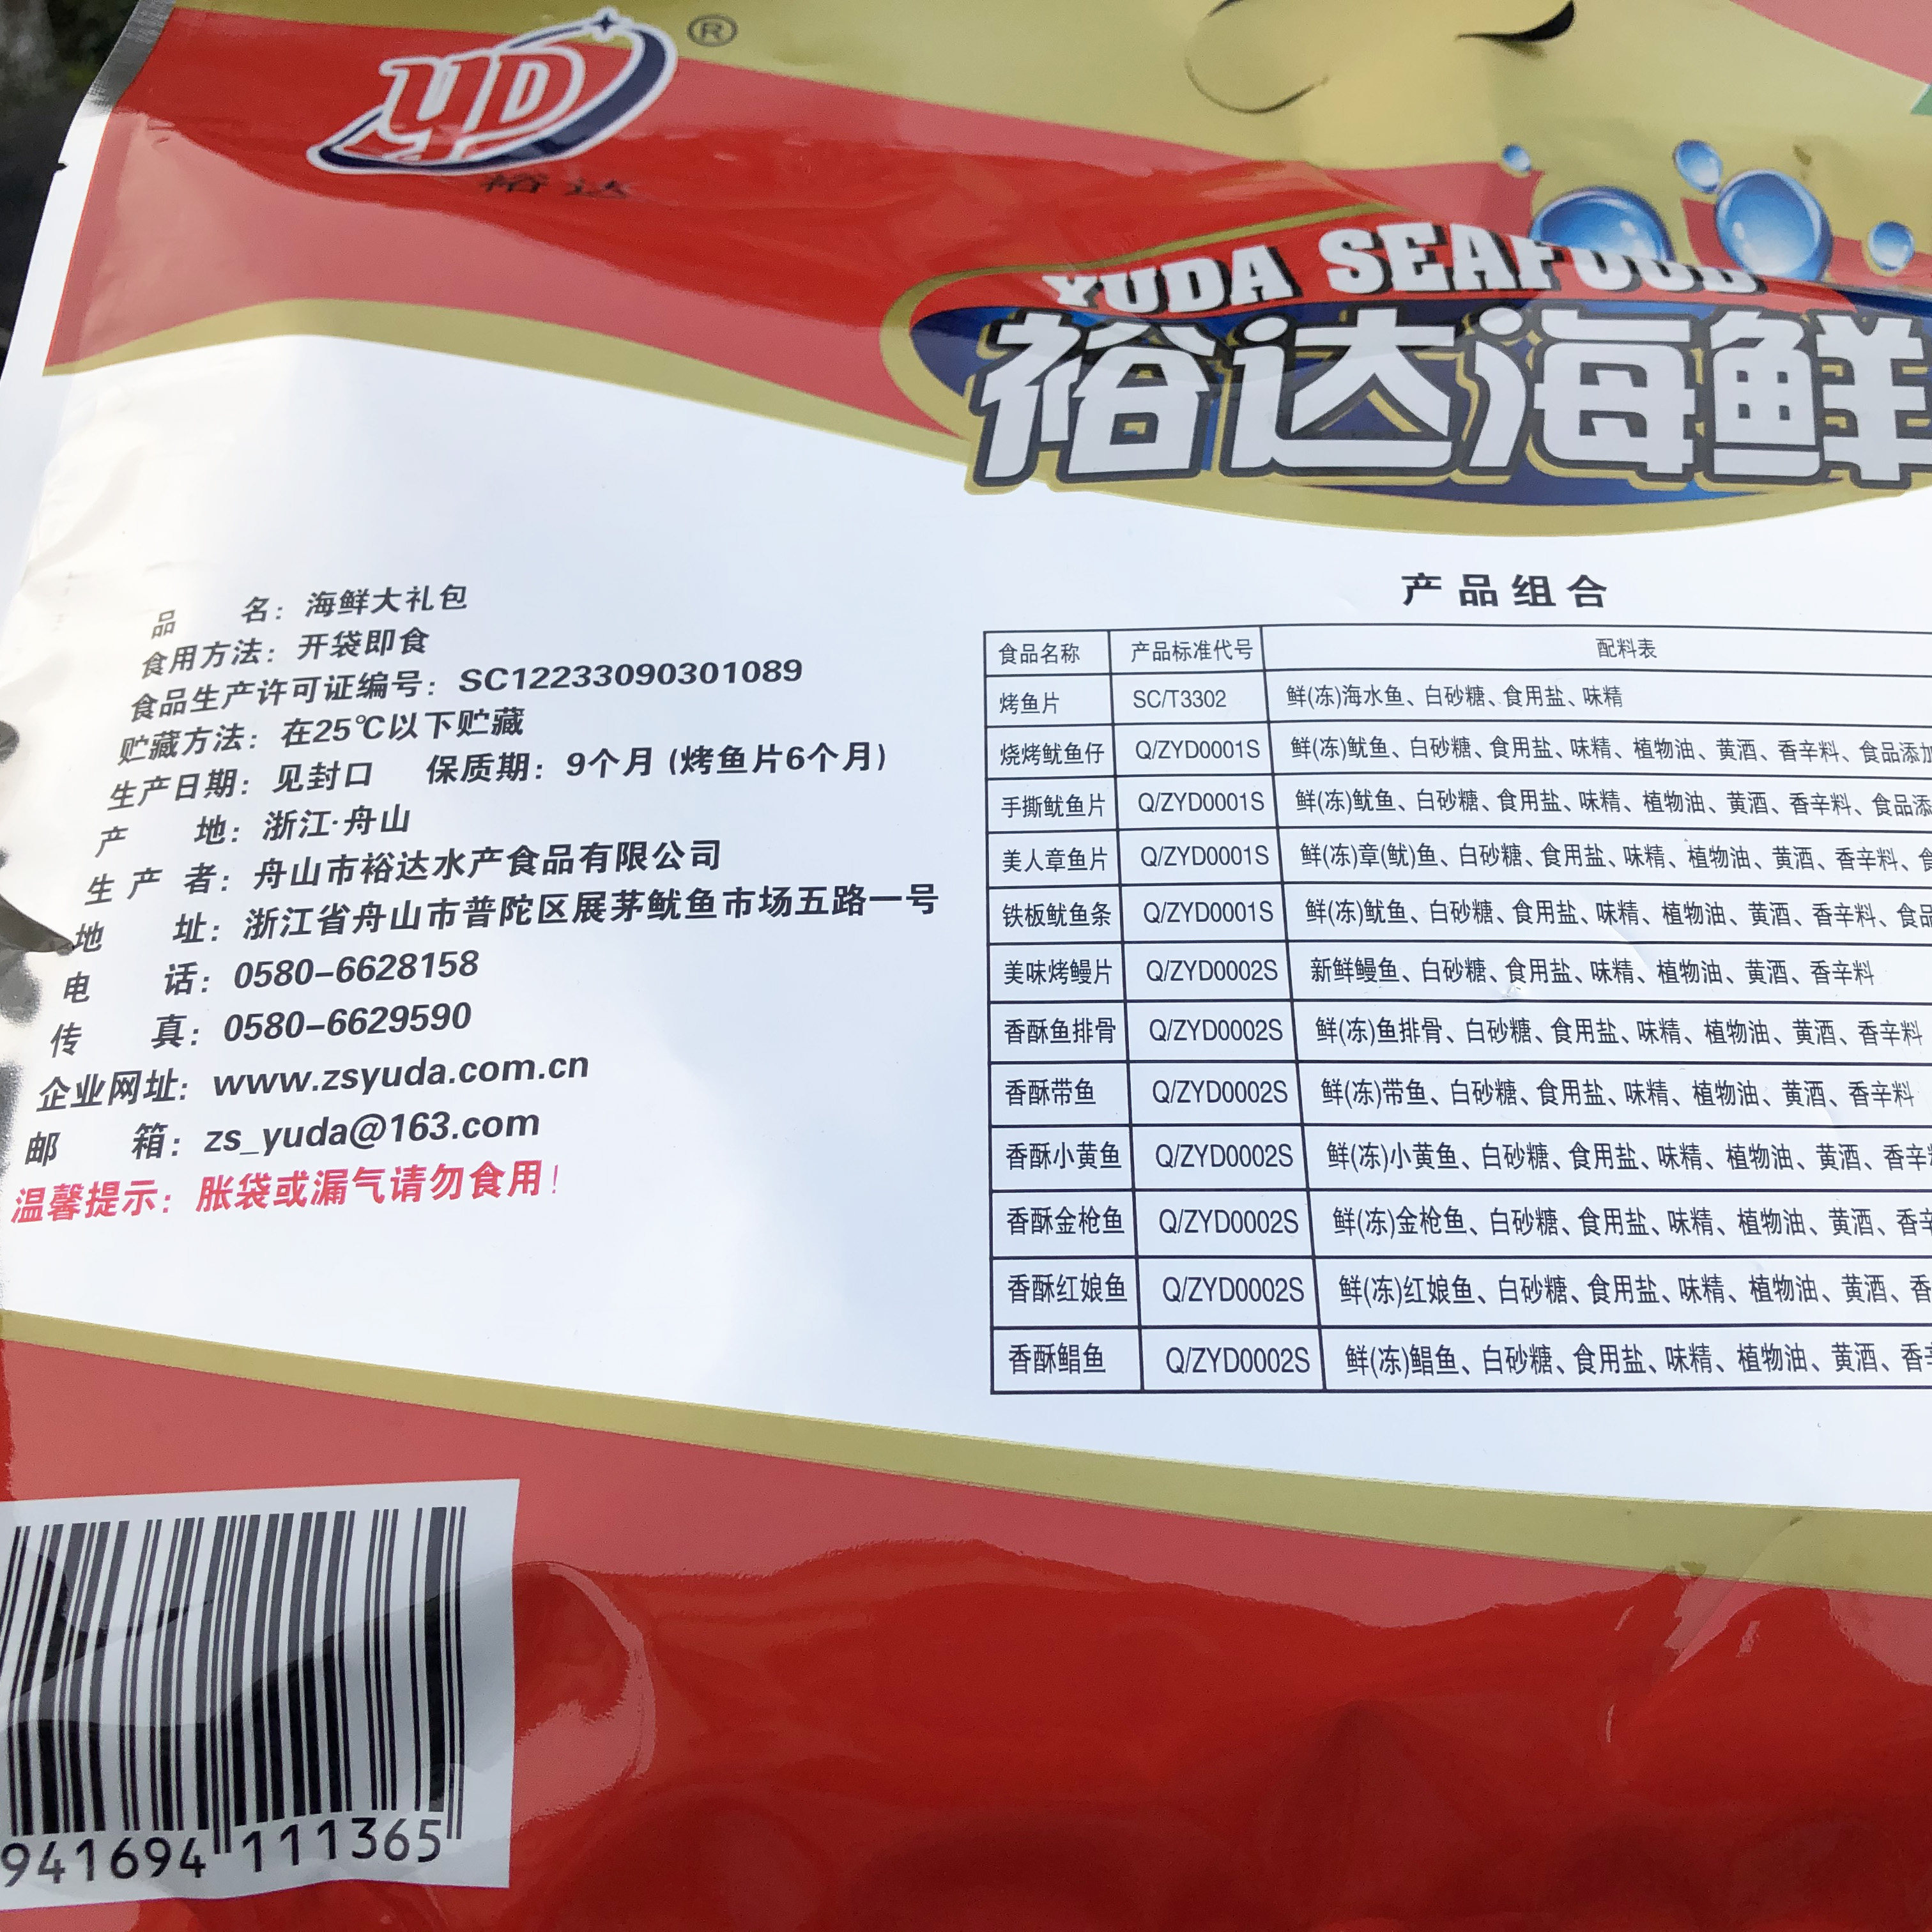 YD
®
裕达
YUDA SEAFOOD
裕达海鲜
品 名：海鲜大礼包
食用方法：开袋即食
食品生产许可证编号：SC12233090301089
贮藏方法：在25℃以下贮藏
生产日期：见封口 保质期：9个月（烤鱼片6个月）
产 地：浙江·舟山
生 产 者：舟山市裕达水产食品有限公司
地 址：浙江省舟山市普陀区展茅鱿鱼市场五路一号
电 话：0580-6628158
传 真：0580-6629590
企业网址：www.zsyuda.com.cn
邮 箱：zs_yuda@163.com
温馨提示：胀袋或漏气请勿食用！
产品组合
食品名称 产品标准代号 配料表
烤鱼片 SC/T3302 鲜(冻)海水鱼、白砂糖、食用盐、味精
烧烤鱿鱼仔 Q/ZYD0001S 鲜(冻)鱿鱼、白砂糖、食用盐、味精、植物油、黄酒、香辛料、食品添加
手撕鱿鱼片 Q/ZYD0001S 鲜(冻)鱿鱼、白砂糖、食用盐、味精、植物油、黄酒、香辛料、食品添
美人章鱼片 Q/ZYD0001S 鲜(冻)章(鱿)鱼、白砂糖、食用盐、味精、植物油、黄酒、香辛料、食
铁板鱿鱼条 Q/ZYD0001S 鲜(冻)鱿鱼、白砂糖、食用盐、味精、植物油、黄酒、香辛料、食品
美味烤鳗片 Q/ZYD0002S 新鲜鳗鱼、白砂糖、食用盐、味精、植物油、黄酒、香辛料
香酥鱼排骨 Q/ZYD0002S 鲜(冻)鱼排骨、白砂糖、食用盐、味精、植物油、黄酒、香辛料
香酥带鱼 Q/ZYD0002S 鲜(冻)带鱼、白砂糖、食用盐、味精、植物油、黄酒、香辛料
香酥小黄鱼 Q/ZYD0002S 鲜(冻)小黄鱼、白砂糖、食用盐、味精、植物油、黄酒、香辛料
香酥金枪鱼 Q/ZYD0002S 鲜(冻)金枪鱼、白砂糖、食用盐、味精、植物油、黄酒、香辛
香酥红娘鱼 Q/ZYD0002S 鲜(冻)红娘鱼、白砂糖、食用盐、味精、植物油、黄酒、香
香酥鲳鱼 Q/ZYD0002S 鲜(冻)鲳鱼、白砂糖、食用盐、味精、植物油、黄酒、香辛
941694 111365